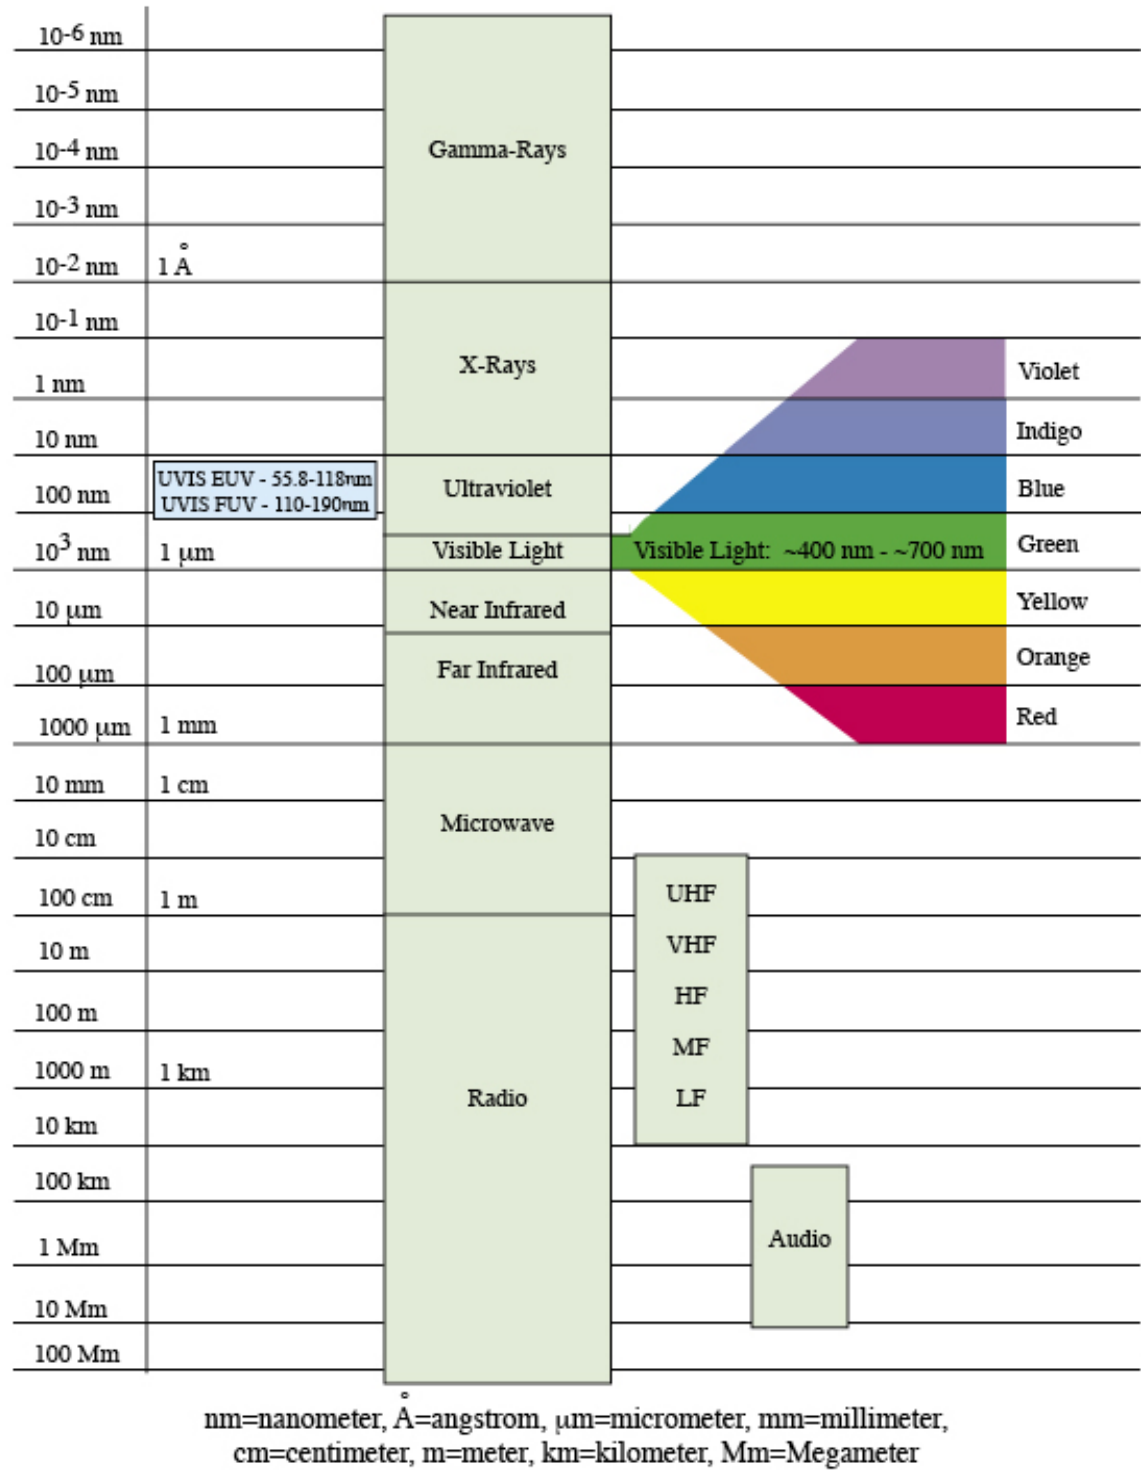 10-6 nm
10-5 nm
10-4 nm
Gamma-Rays
10-3 nm
10-2 nm 1 Å
10-1 nm
X-Rays
1 nm
Violet
10 nm
Indigo
UVIS EUV - 55.8-118nm
UVIS FUV - 110-190nm
100 nm
Ultraviolet
Blue
103 nm 1 μm
Visible Light
Visible Light: ~400 nm - ~700 nm
Green
10 μm
Near Infrared
Yellow
100 μm
Far Infrared
Orange
1000 μm 1 mm
Red
10 mm 1 cm
Microwave
10 cm
100 cm 1 m
UHF
10 m
VHF
100 m
HF
MF
1000 m 1 km
Radio
LF
10 km
100 km
1 Mm
Audio
10 Mm
100 Mm
nm=nanometer, Å=angstrom, μm=micrometer, mm=millimeter,
cm=centimeter, m=meter, km=kilometer, Mm=Megameter